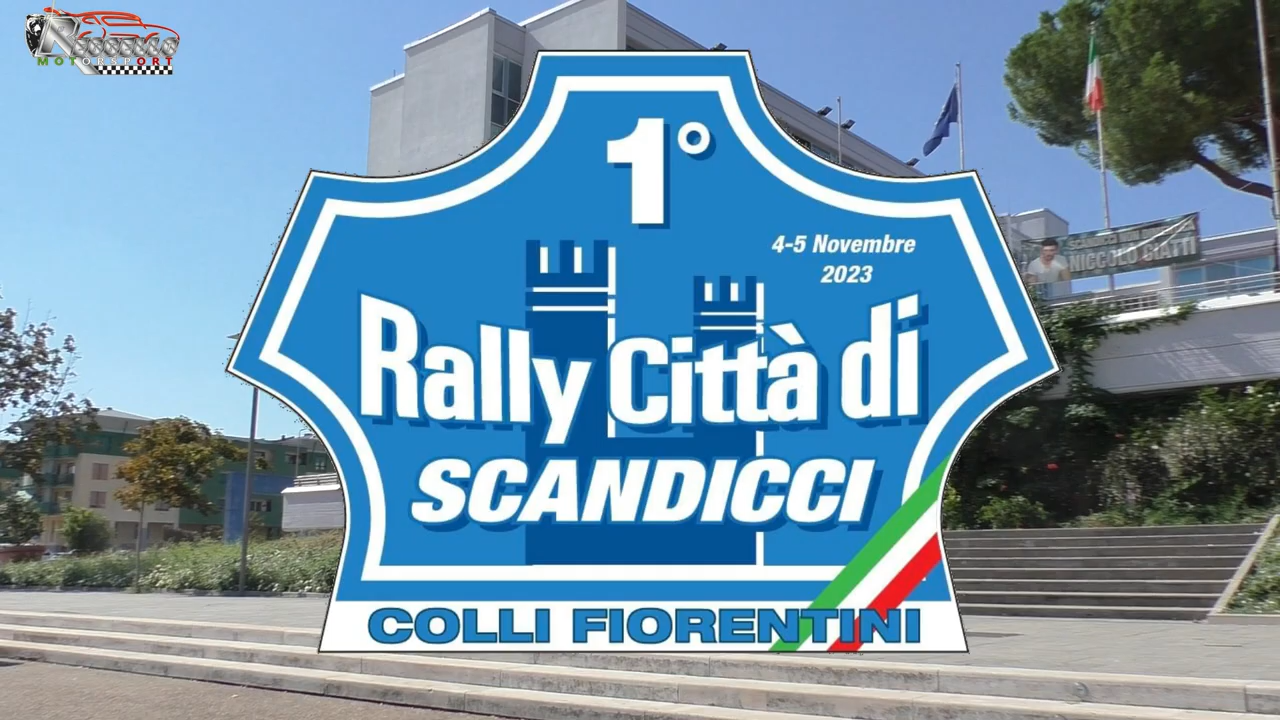 MOTORSPORT
1°
4-5 Novembre
2023
Rally Città di
SCANDICCI
COLLI FIORENTINI
NICCOLÒ CIATTI